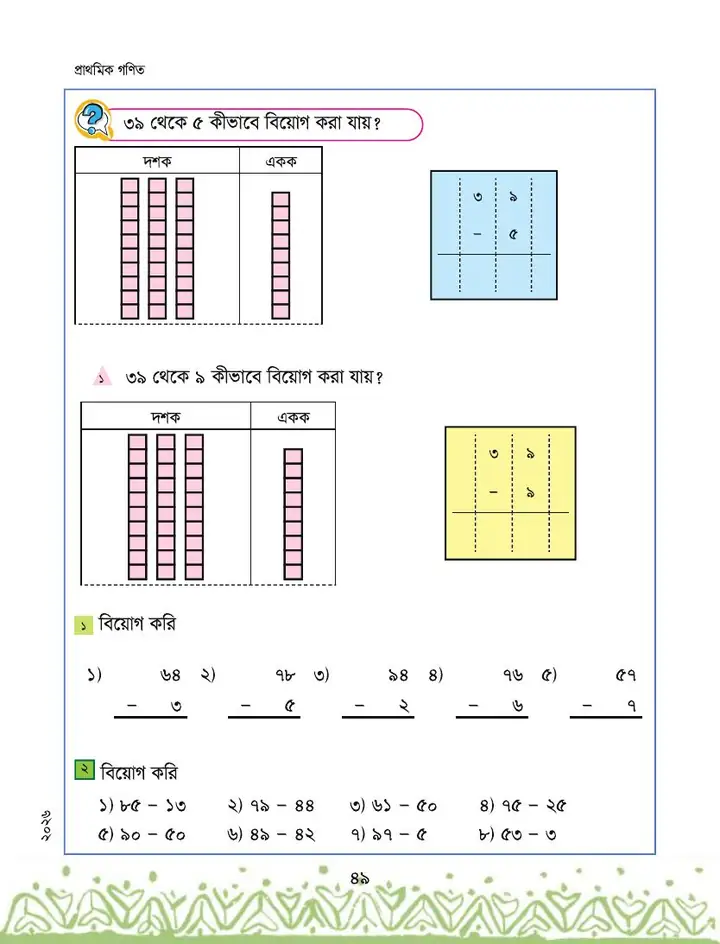 প্রাথমিক গণিত
৩৯ থেকে ৫ কীভাবে বিয়োগ করা যায়?
দশক একক
৩ ৯
– ৫
১ ৩৯ থেকে ৯ কীভাবে বিয়োগ করা যায়?
দশক একক
৩ ৯
– ৯
১ বিয়োগ করি
১) ৬৪ ২) ৭৮ ৩) ৯৪ ৪) ৭৬ ৫) ৫৭
– ৩ – ৫ – ২ – ৬ – ৭
২ বিয়োগ করি
১) ৮৫ – ১৩ ২) ৭৯ – ৪৪ ৩) ৬১ – ৫০ ৪) ৭৫ – ২৫
৫) ৯০ – ৫০ ৬) ৪৯ – ৪২ ৭) ৯৭ – ৫ ৮) ৫৩ – ৩
২০২৬
৪৯